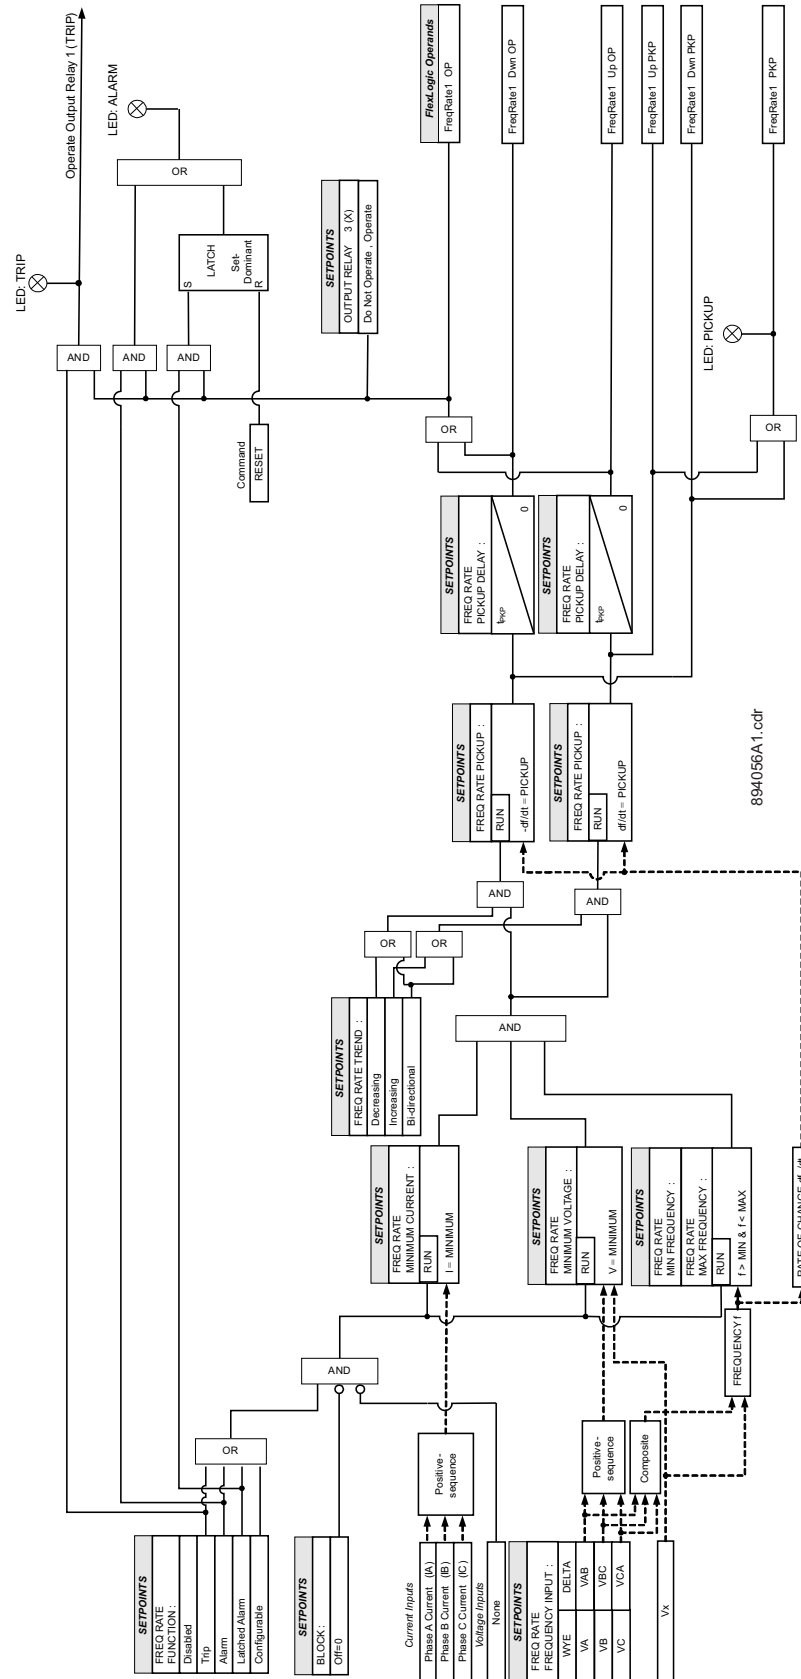 LED: TRIP
Operate Output Relay 1 (TRIP)
LED: ALARM
OR
S
LATCH
Set-
Dominant
R
AND
AND
AND
Command
RESET
SETPOINTS
OUTPUT RELAY 3 (X)
Do Not Operate , Operate
FlexLogic Operands
FreqRate1 OP
FreqRate1 Dwn OP
FreqRate1 Up OP
FreqRate1 Up PKP
FreqRate1 Dwn PKP
FreqRate1 PKP
LED: PICKUP
OR
OR
SETPOINTS
FREQ RATE
PICKUP DELAY :
tPKP
0
SETPOINTS
FREQ RATE
PICKUP DELAY :
tPKP
0
SETPOINTS
FREQ RATE PICKUP :
RUN
-df/dt = PICKUP
SETPOINTS
FREQ RATE PICKUP :
RUN
df/dt = PICKUP
894056A1.cdr
AND
AND
OR
OR
SETPOINTS
FREQ RATE TREND :
Decreasing
Increasing
Bi-directional
AND
SETPOINTS
FREQ RATE
MINIMUM CURRENT :
RUN
I = MINIMUM
SETPOINTS
FREQ RATE
MINIMUM VOLTAGE :
RUN
V = MINIMUM
SETPOINTS
FREQ RATE
MIN FREQUENCY :
FREQ RATE
MAX FREQUENCY :
RUN
f > MIN & f < MAX
RATE OF CHANGE df /dt
FREQUENCY f
AND
OR
Positive-
sequence
Positive-
sequence
Composite
SETPOINTS
FREQ RATE
FUNCTION :
Disabled
Trip
Alarm
Latched Alarm
Configurable
SETPOINTS
BLOCK :
Off=0
Current Inputs
Phase A Current (IA)
Phase B Current (IB)
Phase C Current (IC)
Voltage Inputs
None
SETPOINTS
FREQ RATE
FREQUENCY INPUT :
WYE DELTA
VA VAB
VB VBC
VC VCA
Vx